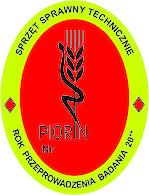 SPRZĘT SPRAWNY TECHNICZNIE
PIORIN
Nr
ROK PRZEPROWADZENIA BADANIA 20**